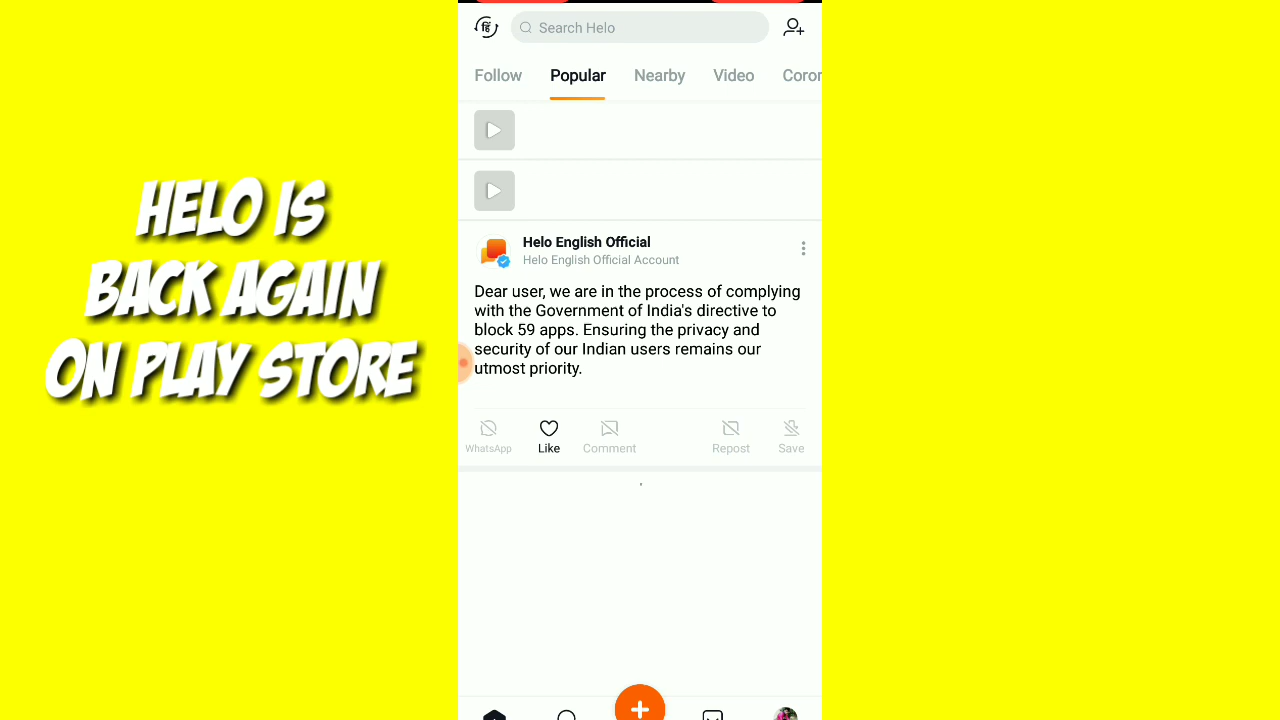 HELO IS
BACK AGAIN
ON PLAY STORE
हिं
Search Helo
Follow
Popular
Nearby
Video
Coror
Helo English Official
Helo English Official Account
Dear user, we are in the process of complying
with the Government of India's directive to
block 59 apps. Ensuring the privacy and
security of our Indian users remains our
utmost priority.
WhatsApp
Like
Comment
Repost
Save